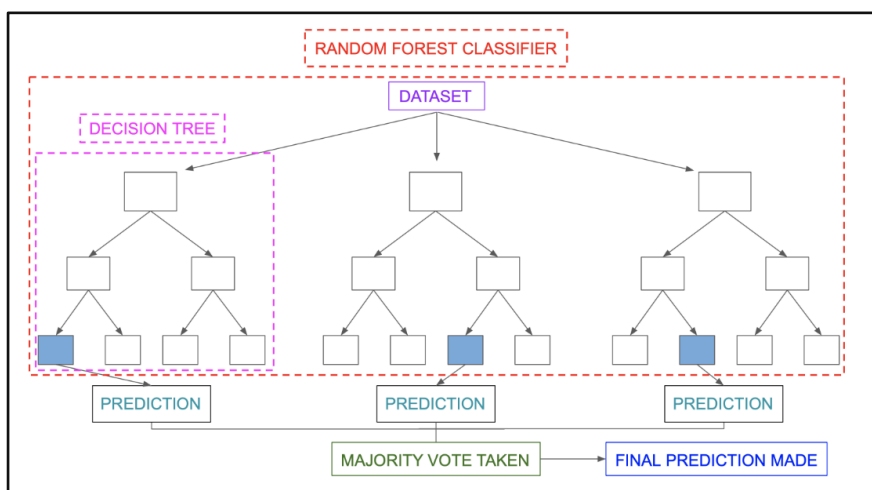 RANDOM FOREST CLASSIFIER
DATASET
DECISION TREE
PREDICTION
PREDICTION
PREDICTION
MAJORITY VOTE TAKEN
FINAL PREDICTION MADE